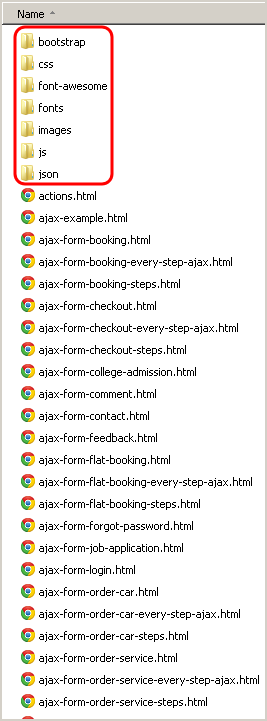 Name
bootstrap
css
font-awesome
fonts
images
js
json
actions.html
ajax-example.html
ajax-form-booking.html
ajax-form-booking-every-step-ajax.html
ajax-form-booking-steps.html
ajax-form-checkout.html
ajax-form-checkout-every-step-ajax.html
ajax-form-checkout-steps.html
ajax-form-college-admission.html
ajax-form-comment.html
ajax-form-contact.html
ajax-form-feedback.html
ajax-form-flat-booking.html
ajax-form-flat-booking-every-step-ajax.html
ajax-form-flat-booking-steps.html
ajax-form-forgot-password.html
ajax-form-job-application.html
ajax-form-login.html
ajax-form-order-car.html
ajax-form-order-car-every-step-ajax.html
ajax-form-order-car-steps.html
ajax-form-order-service.html
ajax-form-order-service-every-step-ajax.html
ajax-form-order-service-steps.html